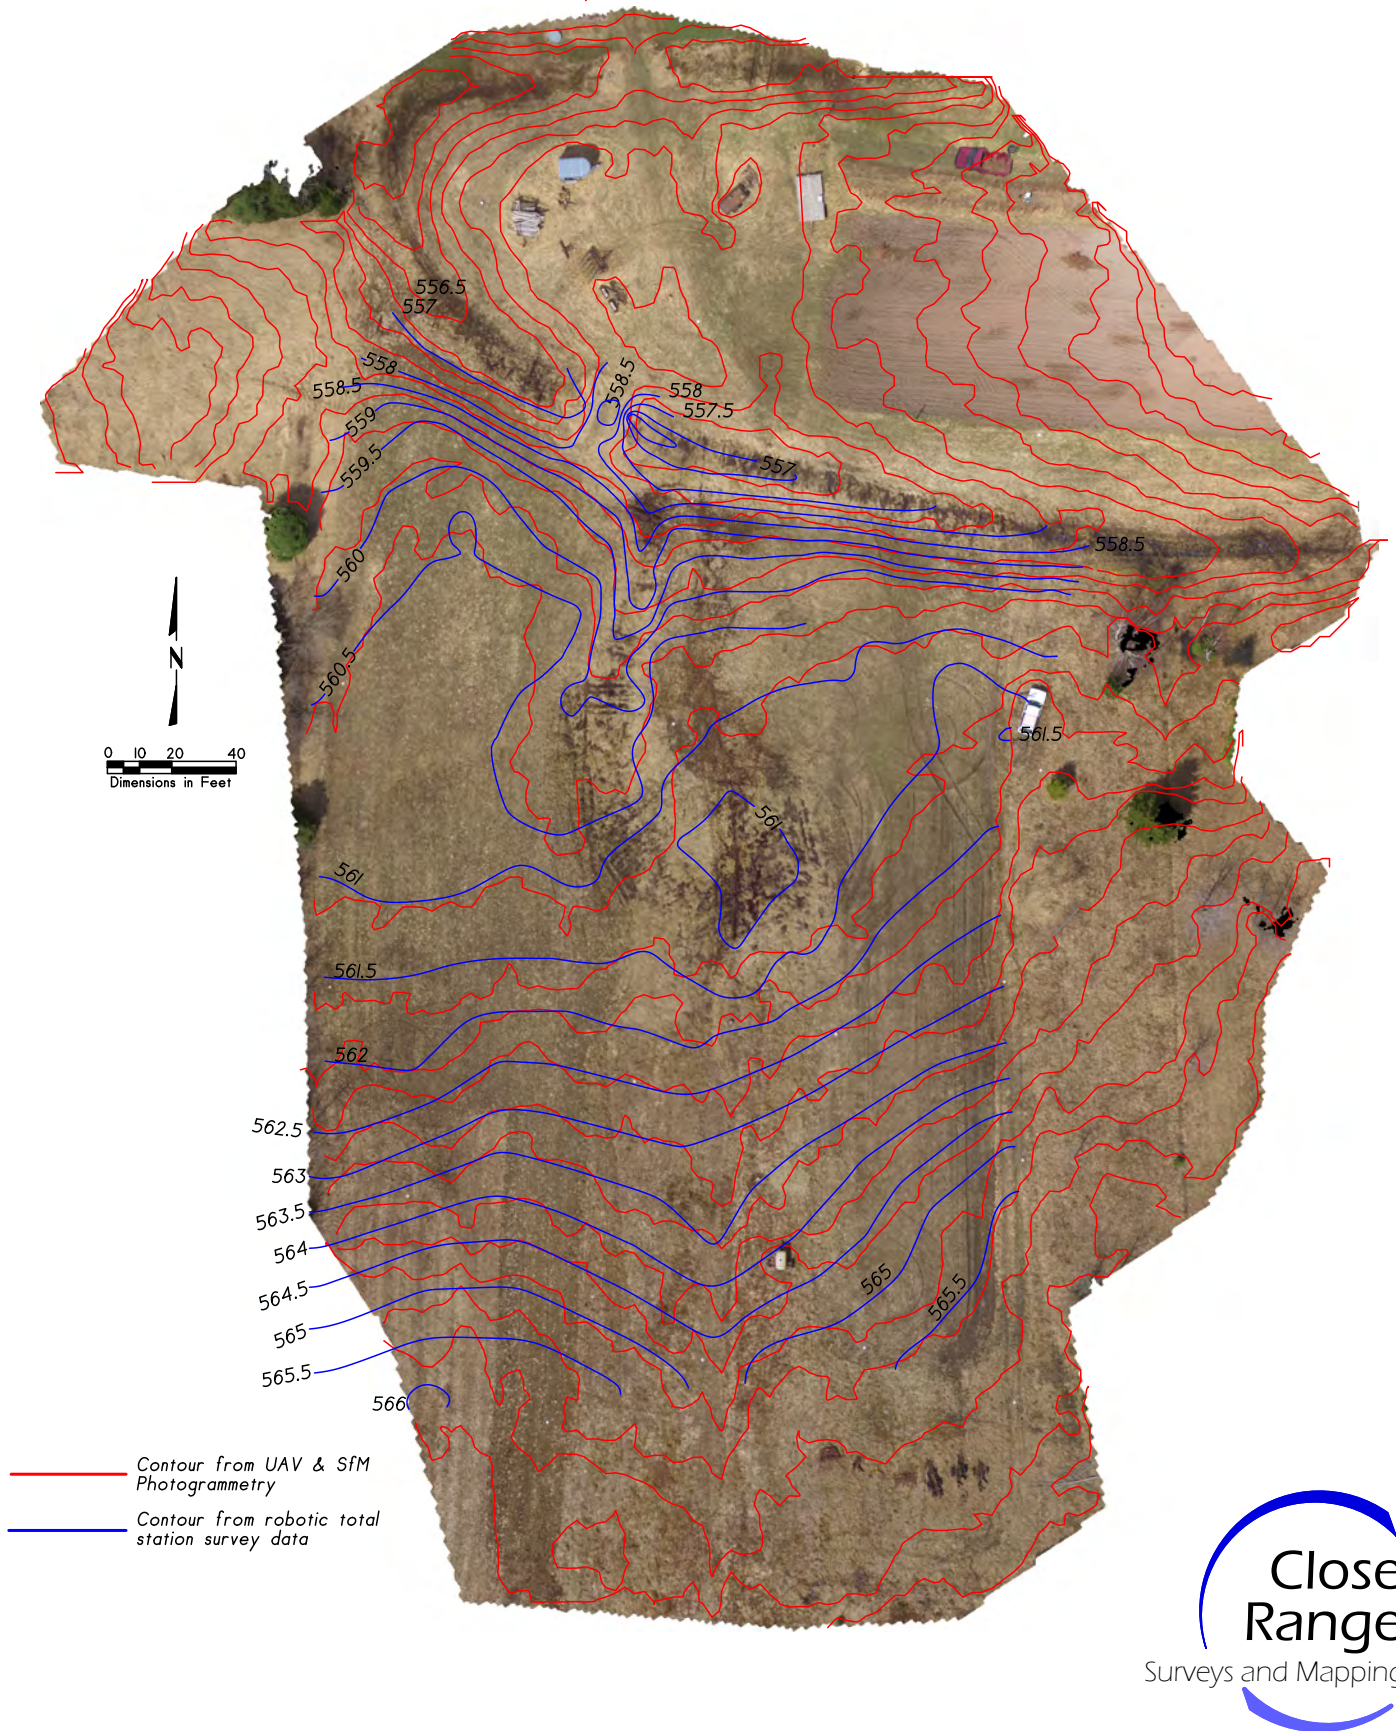 556.5
557
558
558.5
558.5
558
557.5
559
559.5
557
558.5
560
N
560.5
561.5
0 10 20 40
Dimensions in Feet
561
561
561.5
562
562.5
563
563.5
564
565
564.5
565.5
565
565.5
566
Contour from UAV & SfM
Photogrammetry
Contour from robotic total
station survey data
Close
Range
Surveys and Mapping